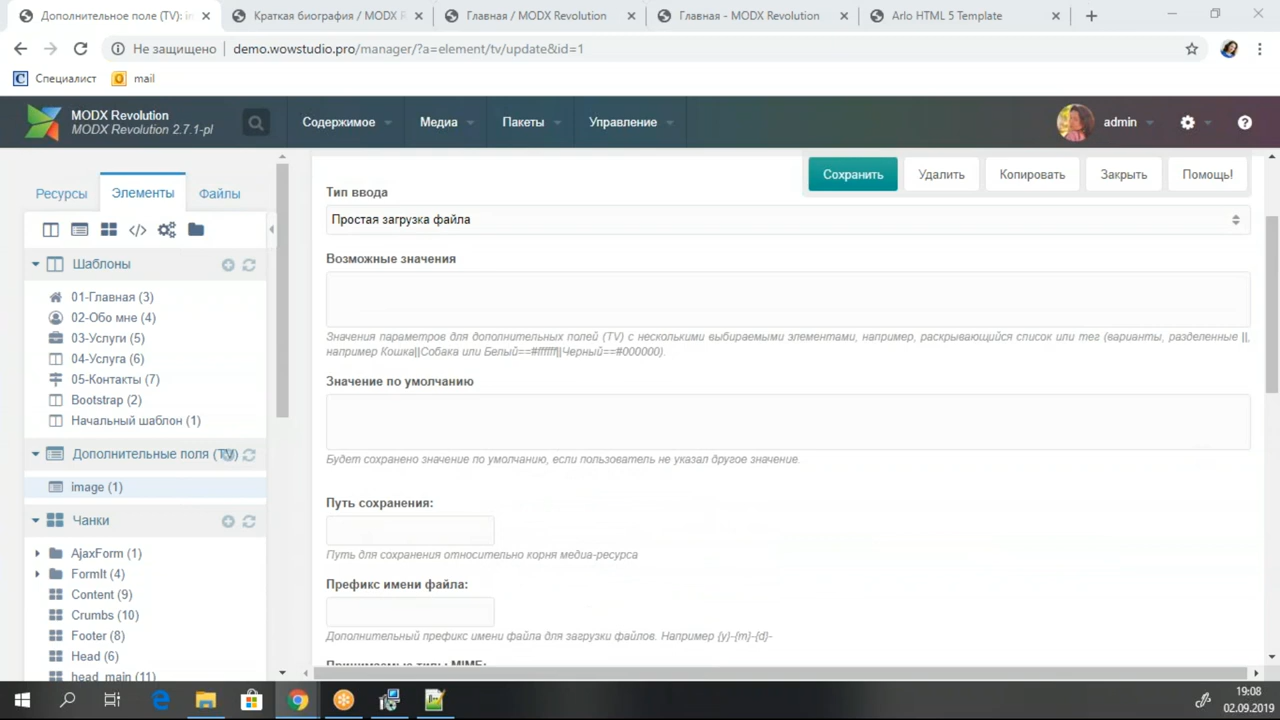 Дополнительное поле (TV): im
Краткая биография / MODX R
Главная / MODX Revolution
Главная - MODX Revolution
Arlo HTML 5 Template
Не защищено
demo.wowstudio.pro/manager/?a=element/tv/update&id=1
Специалист
mail
MODX Revolution
MODX Revolution 2.7.1-pl
Содержимое
Медиа
Пакеты
Управление
admin
Ресурсы
Элементы
Файлы
Шаблоны
01-Главная (3)
02-Обо мне (4)
03-Услуги (5)
04-Услуга (6)
05-Контакты (7)
Bootstrap (2)
Начальный шаблон (1)
Дополнительные поля (TV)
image (1)
Чанки
AjaxForm (1)
FormIt (4)
Content (9)
Crumbs (10)
Footer (8)
Head (6)
head_main (11)
Сохранить
Удалить
Копировать
Закрыть
Помощь!
Тип ввода
Простая загрузка файла
Возможные значения
Значения параметров для дополнительных полей (TV) с несколькими выбираемыми элементами, например, раскрывающийся список или тег (варианты, разделенные ||,
например Кошка||Собака или Белый==#ffffff||Черный==#000000).
Значение по умолчанию
Будет сохранено значение по умолчанию, если пользователь не указал другое значение.
Путь сохранения:
Путь для сохранения относительно корня медиа-ресурса
Префикс имени файла:
Дополнительный префикс имени файла для загрузки файлов. Например {y}-{m}-{d}-
Принимаемые типы MIME:
19:08
02.09.2019